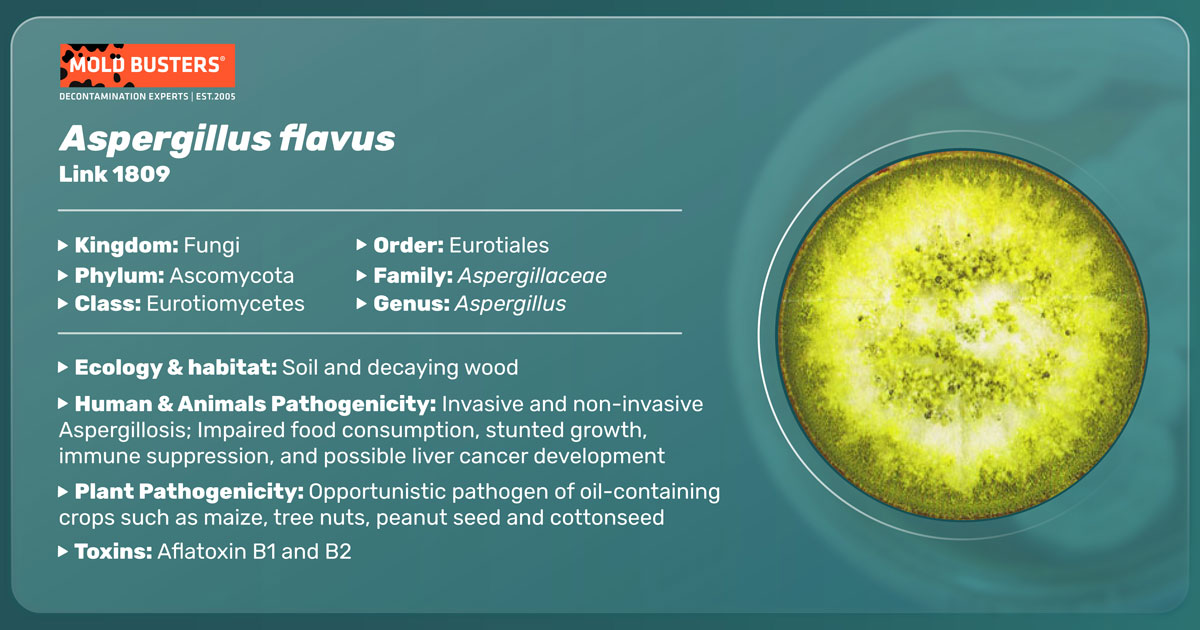 MOLD BUSTERS®
DECONTAMINATION EXPERTS | EST.2005
Aspergillus flavus
Link 1809
Kingdom: Fungi
Phylum: Ascomycota
Class: Eurotiomycetes
Order: Eurotiales
Family: Aspergillaceae
Genus: Aspergillus
Ecology & habitat: Soil and decaying wood
Human & Animals Pathogenicity: Invasive and non-invasive
Aspergillosis; Impaired food consumption, stunted growth,
immune suppression, and possible liver cancer development
Plant Pathogenicity: Opportunistic pathogen of oil-containing
crops such as maize, tree nuts, peanut seed and cottonseed
Toxins: Aflatoxin B1 and B2